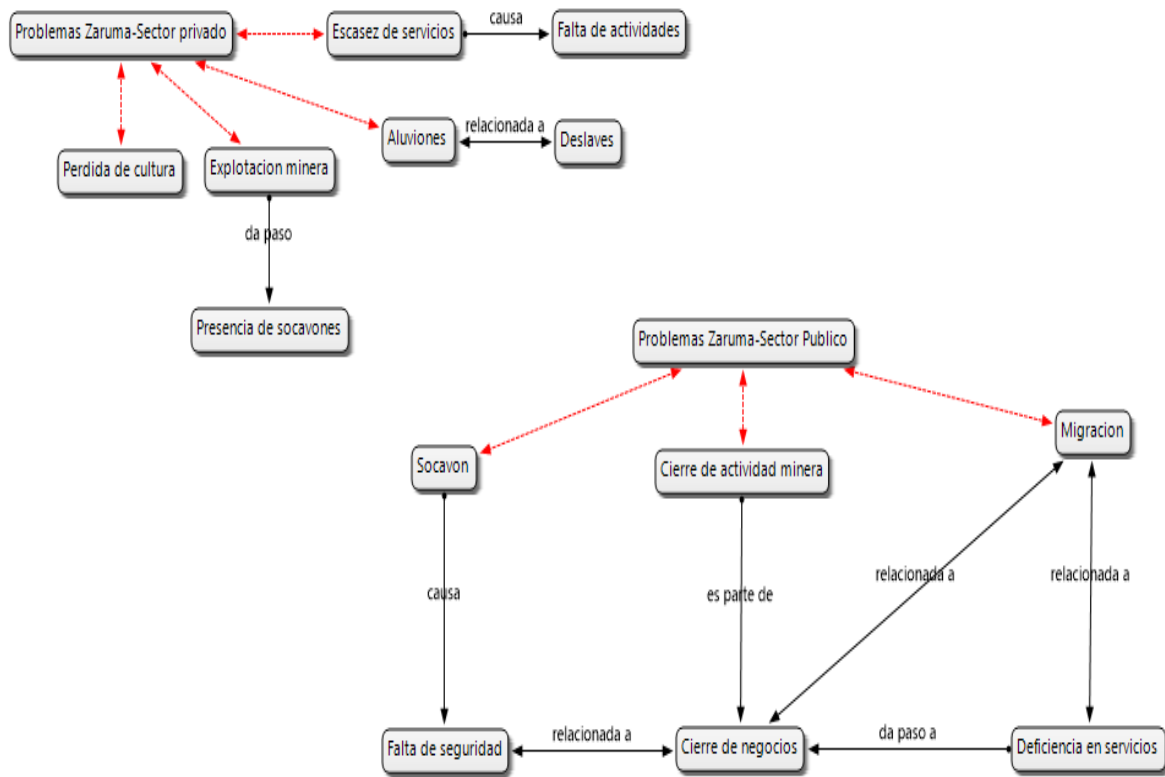 Problemas Zaruma-Sector privado
Escasez de servicios
causa
Falta de actividades
Perdida de cultura
Explotacion minera
Aluviones
relacionada a
Deslaves
da paso
Presencia de socavones
Problemas Zaruma-Sector Publico
Socavon
Cierre de actividad minera
Migracion
causa
es parte de
relacionada a
relacionada a
Falta de seguridad
relacionada a
Cierre de negocios
da paso a
Deficiencia en servicios